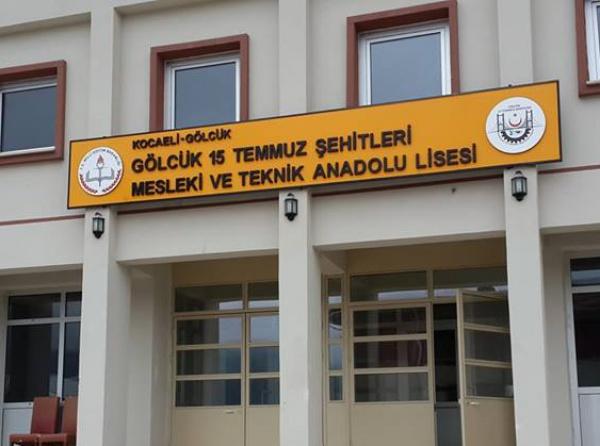 KOCAELİ-GÖLCÜK
GÖLCÜK 15 TEMMUZ ŞEHİTLERİ
MESLEKİ VE TEKNİK ANADOLU LİSESİ